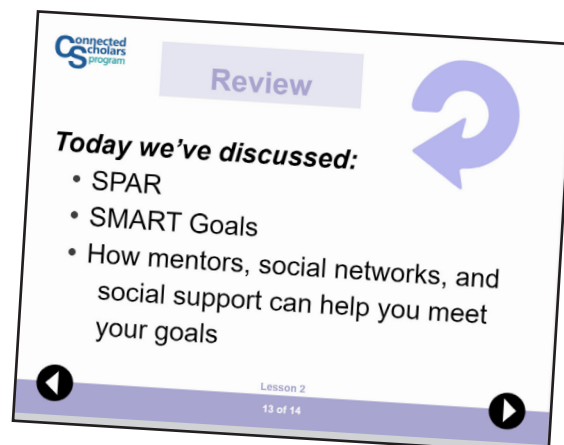 Connected
Scholars
program
Review
Today we've discussed:
• SPAR
• SMART Goals
• How mentors, social networks, and
social support can help you meet
your goals
Lesson 2
13 of 14